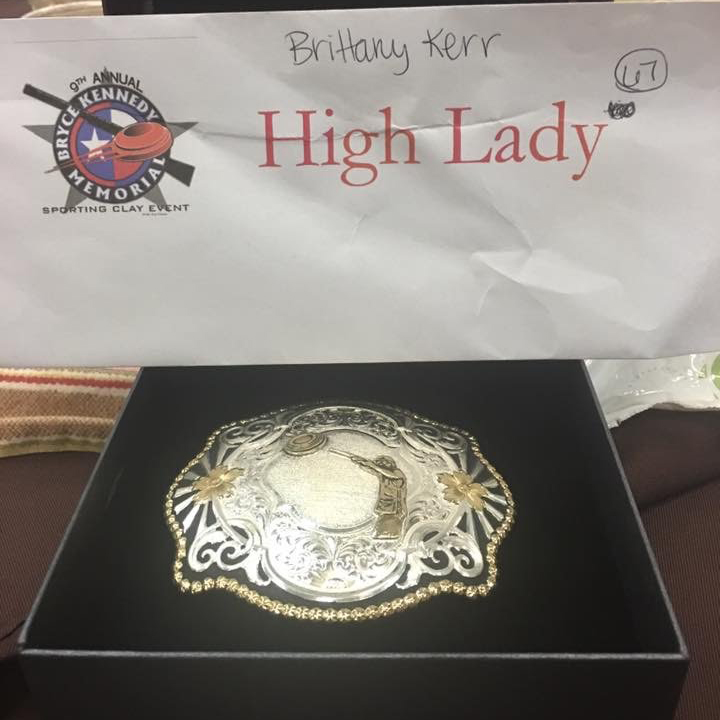 Brittany Kerr
67
9TH ANNUAL
BRYCE KENNEDY
MEMORIAL
SPORTING CLAY EVENT
High Lady